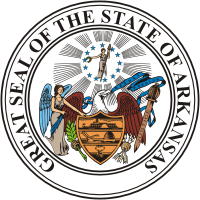 GREAT SEAL OF THE STATE OF ARKANSAS